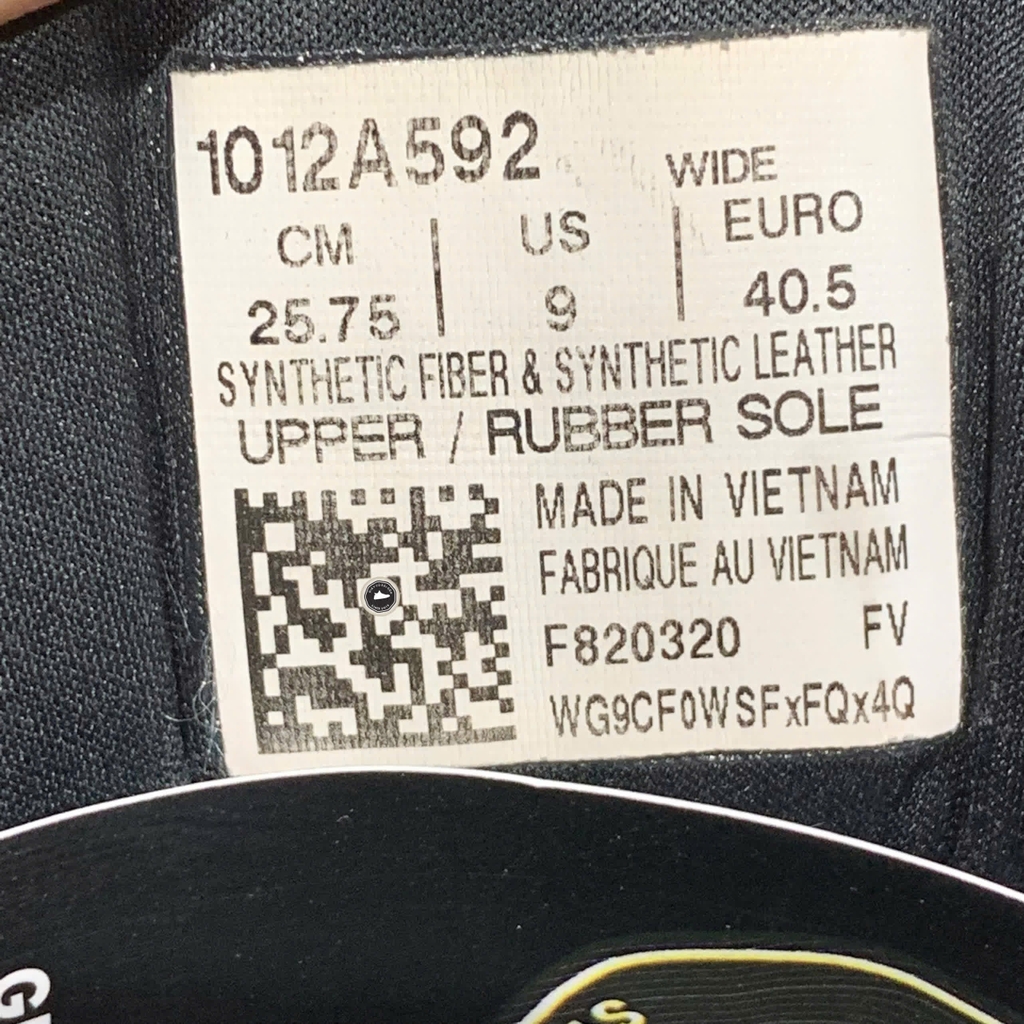 1012A592
WIDE
CM | US | EURO
25.75 | 9 | 40.5
SYNTHETIC FIBER & SYNTHETIC LEATHER
UPPER / RUBBER SOLE
MADE IN VIETNAM
FABRIQUE AU VIETNAM
F820320 FV
WG9CF0WSFxFQx4Q